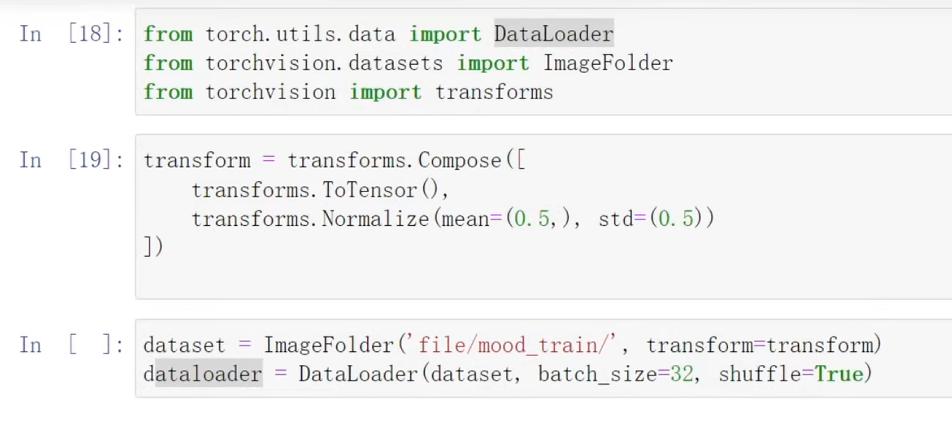 In [18]: from torch.utils.data import DataLoader
from torchvision.datasets import ImageFolder
from torchvision import transforms
In [19]: transform = transforms.Compose([
transforms.ToTensor(),
transforms.Normalize(mean=(0.5,), std=(0.5))
])
In [ ]: dataset = ImageFolder('file/mood_train/', transform=transform)
dataloader = DataLoader(dataset, batch_size=32, shuffle=True)